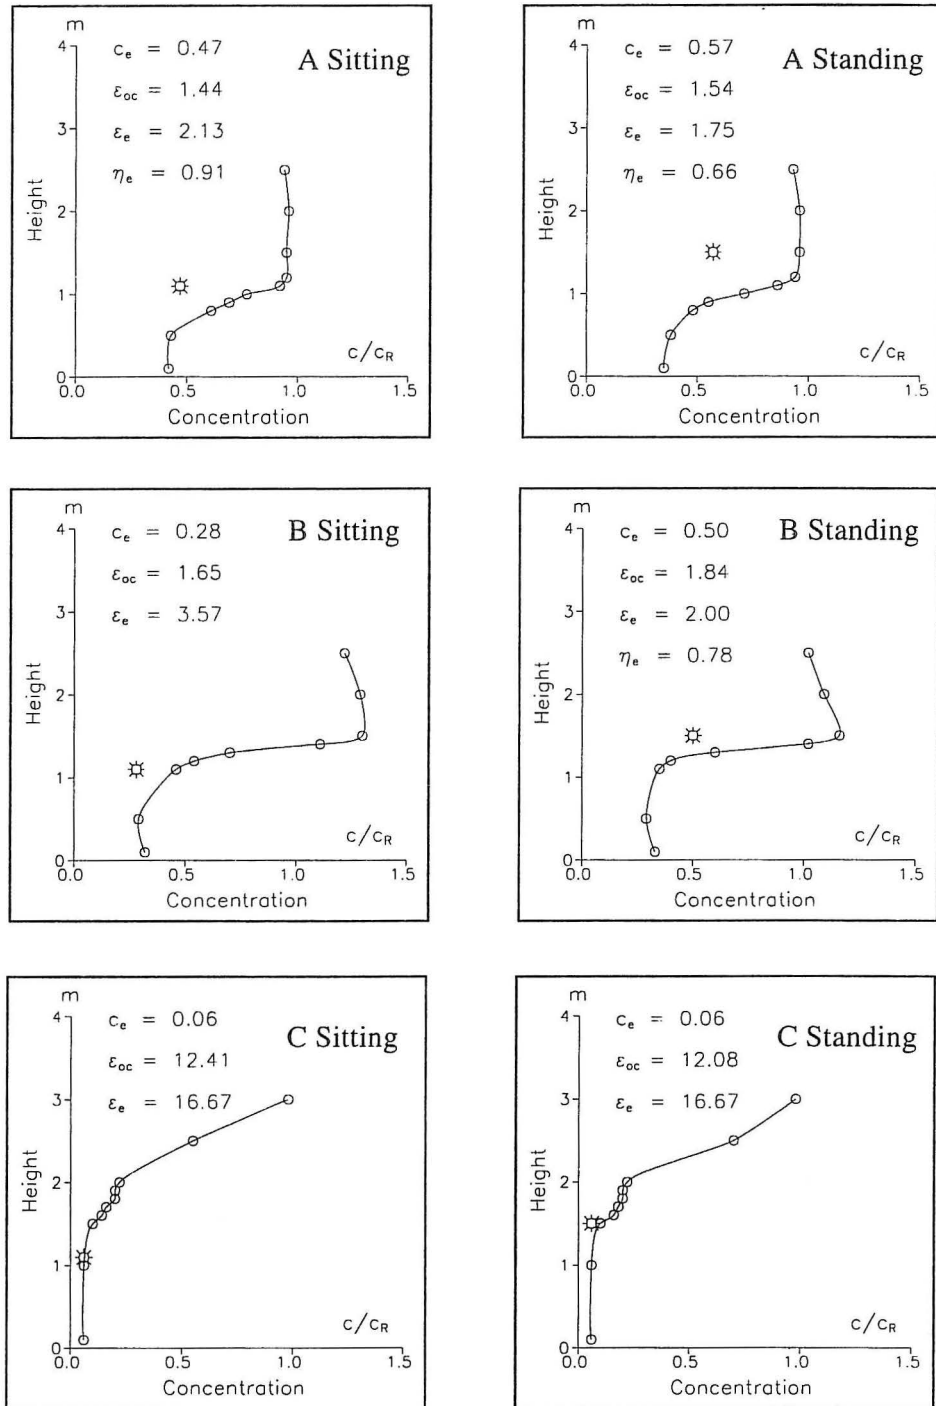 m
4
c_e = 0.47
A Sitting
ε_oc = 1.44
3
ε_e = 2.13
η_e = 0.91
Height
2
1
c/c_R
0
0.0 0.5 1.0 1.5
Concentration
m
4
c_e = 0.57
A Standing
ε_oc = 1.54
3
ε_e = 1.75
η_e = 0.66
Height
2
1
c/c_R
0
0.0 0.5 1.0 1.5
Concentration
m
4
c_e = 0.28
B Sitting
ε_oc = 1.65
3
ε_e = 3.57
Height
2
1
c/c_R
0
0.0 0.5 1.0 1.5
Concentration
m
4
c_e = 0.50
B Standing
ε_oc = 1.84
3
ε_e = 2.00
η_e = 0.78
Height
2
1
c/c_R
0
0.0 0.5 1.0 1.5
Concentration
m
4
c_e = 0.06
C Sitting
ε_oc = 12.41
3
ε_e = 16.67
Height
2
1
c/c_R
0
0.0 0.5 1.0 1.5
Concentration
m
4
c_e = 0.06
C Standing
ε_oc = 12.08
3
ε_e = 16.67
Height
2
1
c/c_R
0
0.0 0.5 1.0 1.5
Concentration